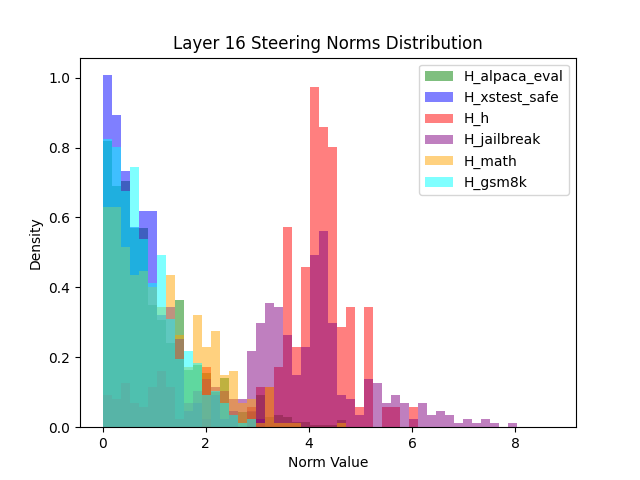 Layer 16 Steering Norms Distribution
H_alpaca_eval
H_xstest_safe
H_h
H_jailbreak
H_math
H_gsm8k
1.0
0.8
0.6
0.4
0.2
0.0
Density
0 2 4 6 8
Norm Value